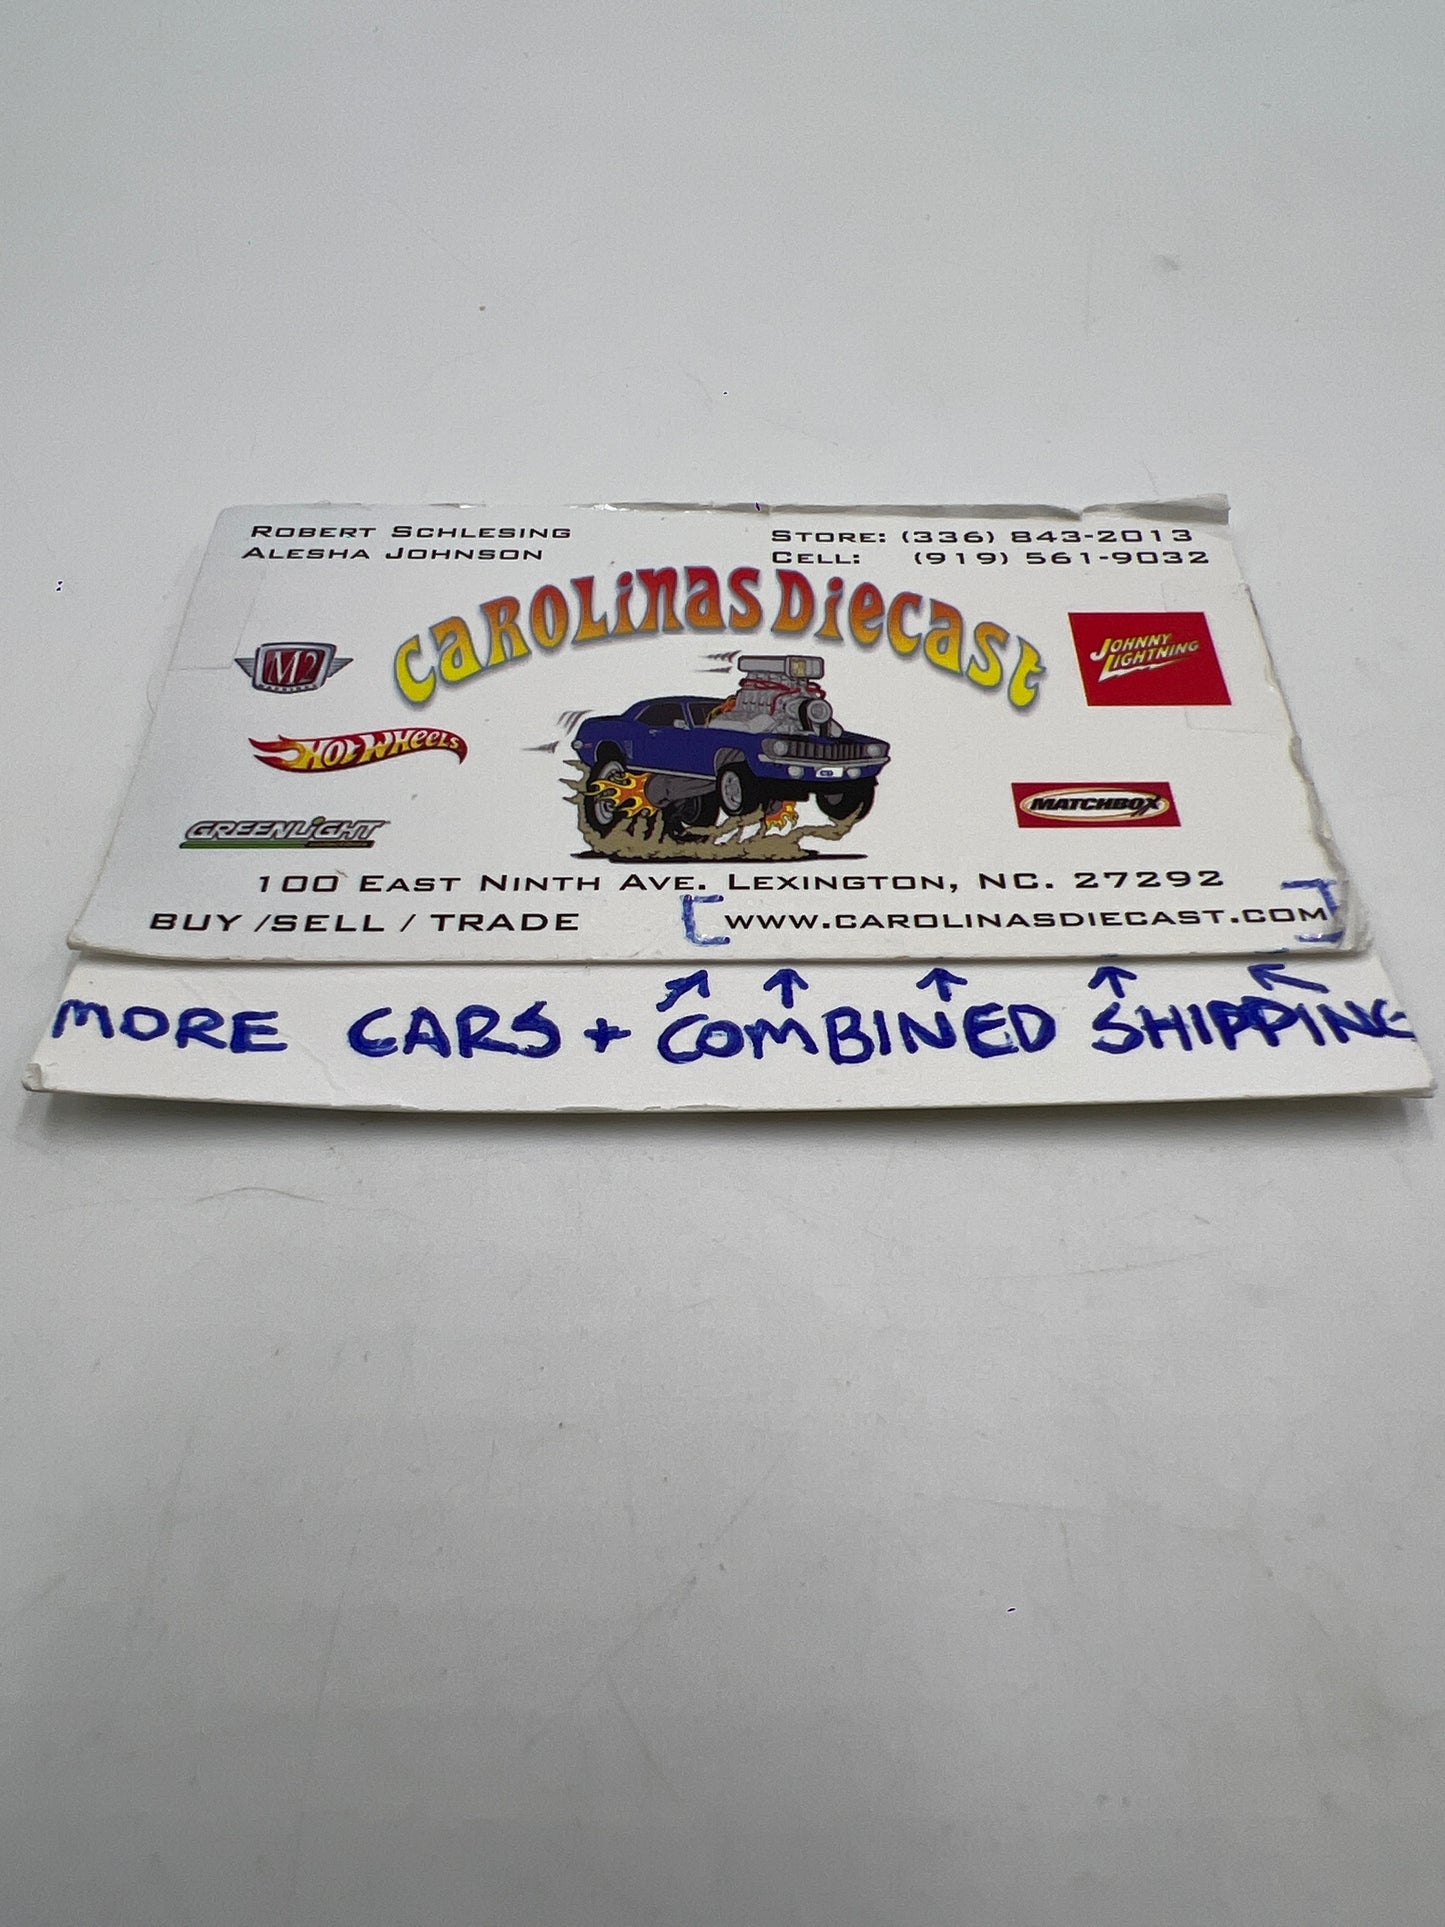 ROBERT SCHLESING
ALESHA JOHNSON
STORE: (336) 843-2013
CELL: (919) 561-9032
CAROLINAS DIECAST
M2
JOHNNY LIGHTNING
HOT WHEELS
MATCHBOX
GREENLIGHT
100 EAST NINTH AVE. LEXINGTON, NC. 27292
BUY /SELL / TRADE [WWW.CAROLINASDIECAST.COM]
MORE CARS + COMBINED SHIPPING